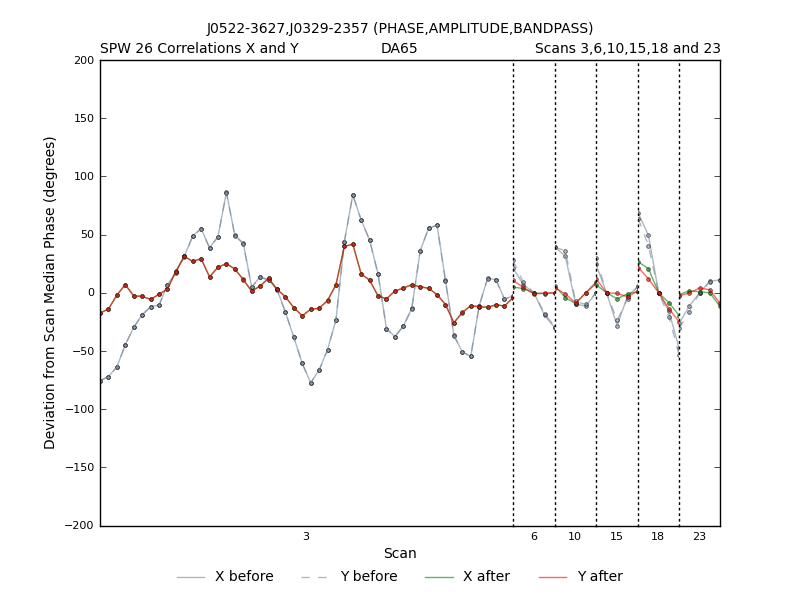 J0522-3627,J0329-2357 (PHASE,AMPLITUDE,BANDPASS)
SPW 26 Correlations X and Y DA65 Scans 3,6,10,15,18 and 23
Deviation from Scan Median Phase (degrees)
200
150
100
50
0
−50
−100
−150
−200
3 6 10 15 18 23
Scan
X before Y before X after Y after